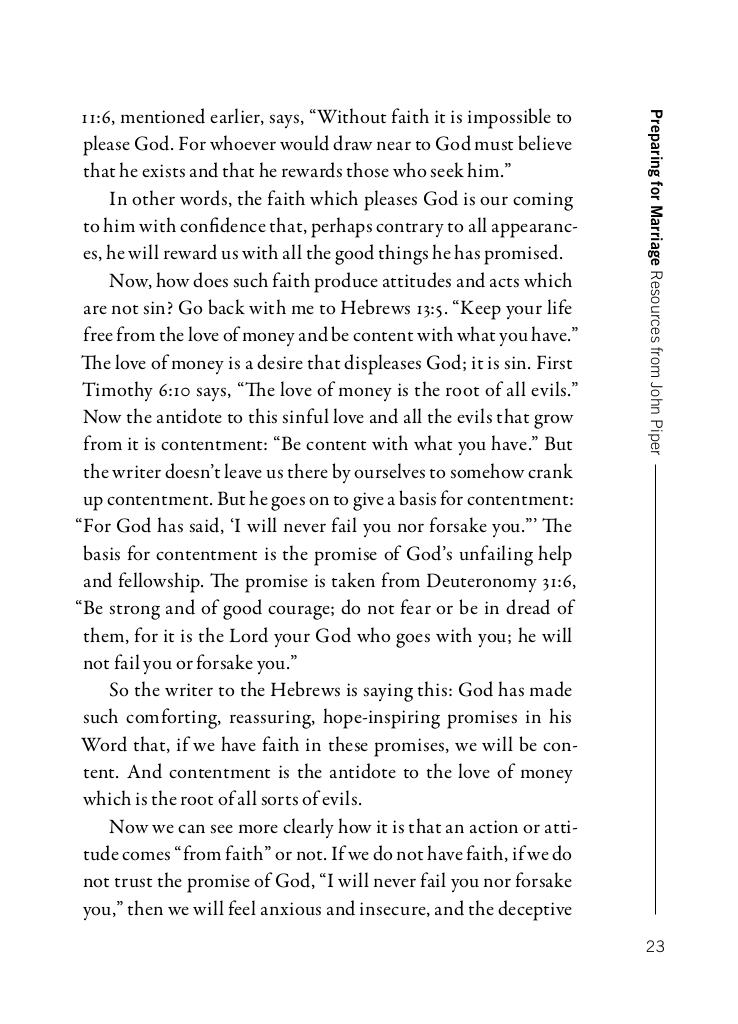 11:6, mentioned earlier, says, “Without faith it is impossible to
please God. For whoever would draw near to God must believe
that he exists and that he rewards those who seek him.”
In other words, the faith which pleases God is our coming
to him with confidence that, perhaps contrary to all appearanc-
es, he will reward us with all the good things he has promised.
Now, how does such faith produce attitudes and acts which
are not sin? Go back with me to Hebrews 13:5. “Keep your life
free from the love of money and be content with what you have.”
The love of money is a desire that displeases God; it is sin. First
Timothy 6:10 says, “The love of money is the root of all evils.”
Now the antidote to this sinful love and all the evils that grow
from it is contentment: “Be content with what you have.” But
the writer doesn’t leave us there by ourselves to somehow crank
up contentment. But he goes on to give a basis for contentment:
“For God has said, ‘I will never fail you nor forsake you.”’ The
basis for contentment is the promise of God’s unfailing help
and fellowship. The promise is taken from Deuteronomy 31:6,
“Be strong and of good courage; do not fear or be in dread of
them, for it is the Lord your God who goes with you; he will
not fail you or forsake you.”
So the writer to the Hebrews is saying this: God has made
such comforting, reassuring, hope-inspiring promises in his
Word that, if we have faith in these promises, we will be con-
tent. And contentment is the antidote to the love of money
which is the root of all sorts of evils.
Now we can see more clearly how it is that an action or atti-
tude comes “from faith” or not. If we do not have faith, if we do
not trust the promise of God, “I will never fail you nor forsake
you,” then we will feel anxious and insecure, and the deceptive
Preparing for Marriage Resources from John Piper
23